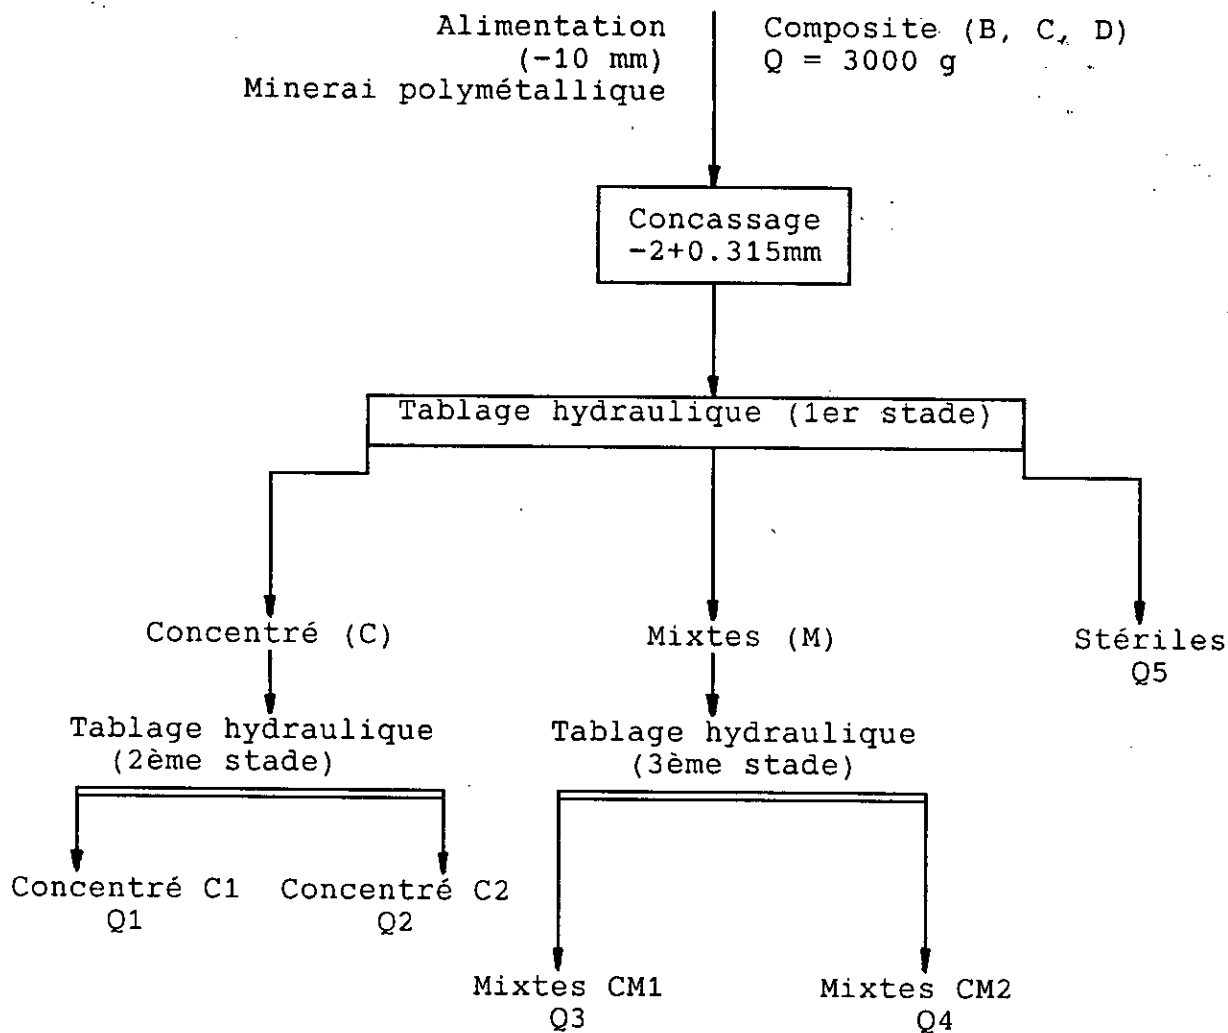 Alimentation
(-10 mm)
Minerai polymétallique
Composite (B, C, D)
Q = 3000 g
Concassage
-2+0.315mm
Tablage hydraulique (1er stade)
Concentré (C)
Mixtes (M)
Stériles
Q5
Tablage hydraulique
(2ème stade)
Tablage hydraulique
(3ème stade)
Concentré C1
Q1
Concentré C2
Q2
Mixtes CM1
Q3
Mixtes CM2
Q4